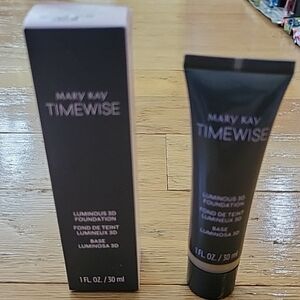 MARY KAY
TIMEWISE
LUMINOUS 3D
FOUNDATION
FOND DE TEINT
LUMINEUX 3D
BASE
LUMINOSA 3D
1 FL. OZ. / 30 ml
MARY KAY
TIMEWISE
LUMINOUS 3D
FOUNDATION
FOND DE TEINT
LUMINEUX 3D
BASE
LUMINOSA 3D
1 FL. OZ. / 30 ml